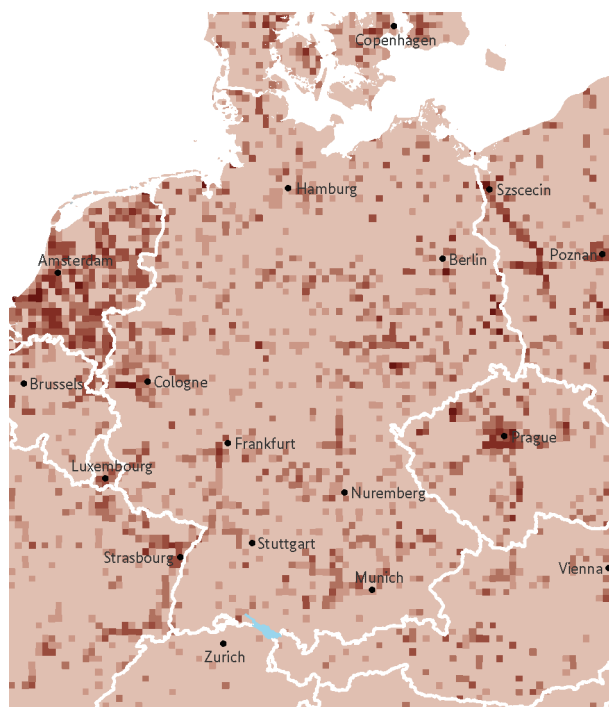 Copenhagen
Hamburg
Szscecin
Amsterdam
Berlin
Poznan
Brussels
Cologne
Frankfurt
Prague
Luxembourg
Nuremberg
Stuttgart
Strasbourg
Munich
Vienna
Zurich